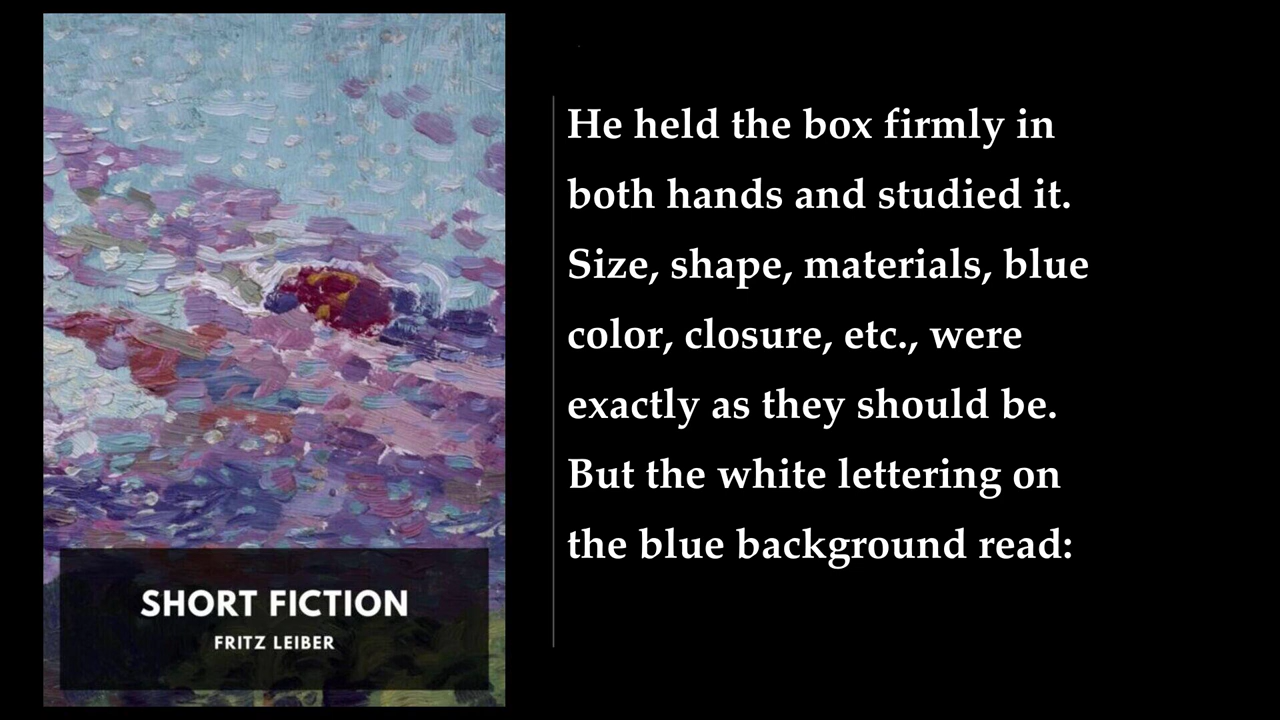 SHORT FICTION
FRITZ LEIBER
He held the box firmly in
both hands and studied it.
Size, shape, materials, blue
color, closure, etc., were
exactly as they should be.
But the white lettering on
the blue background read: